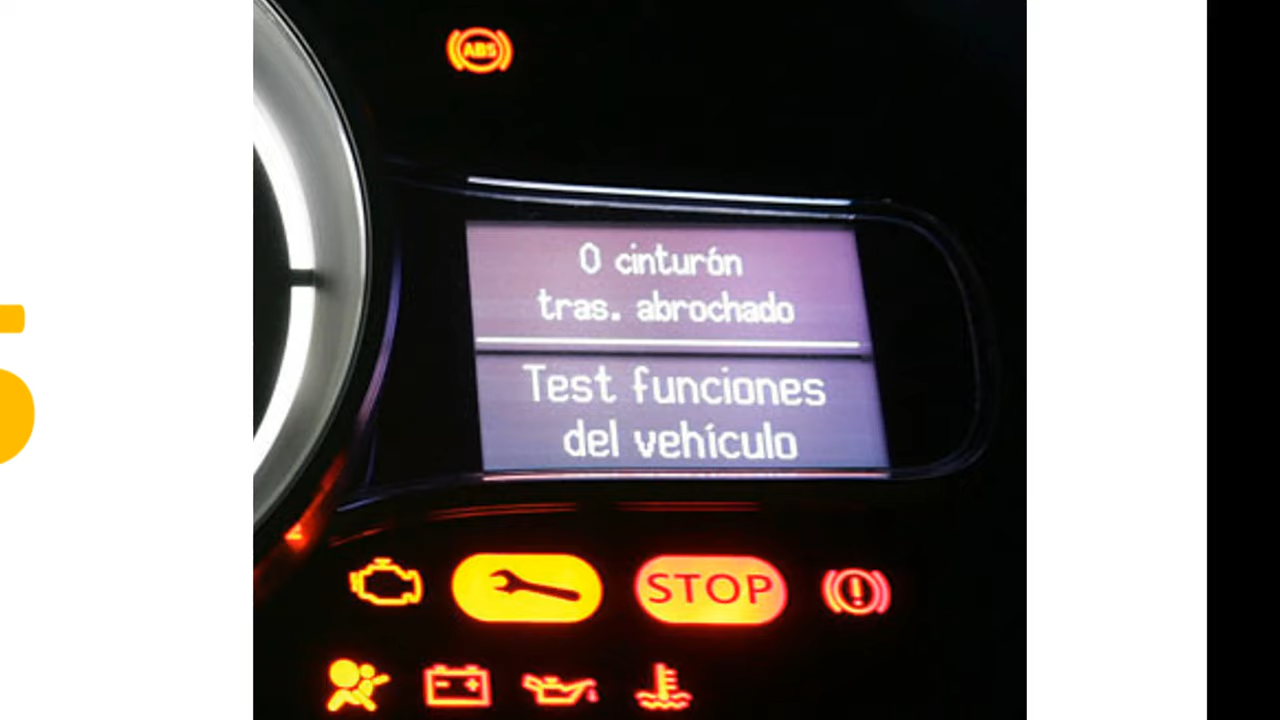 ABS
0 cinturón
tras. abrochado
Test funciones
del vehículo
STOP